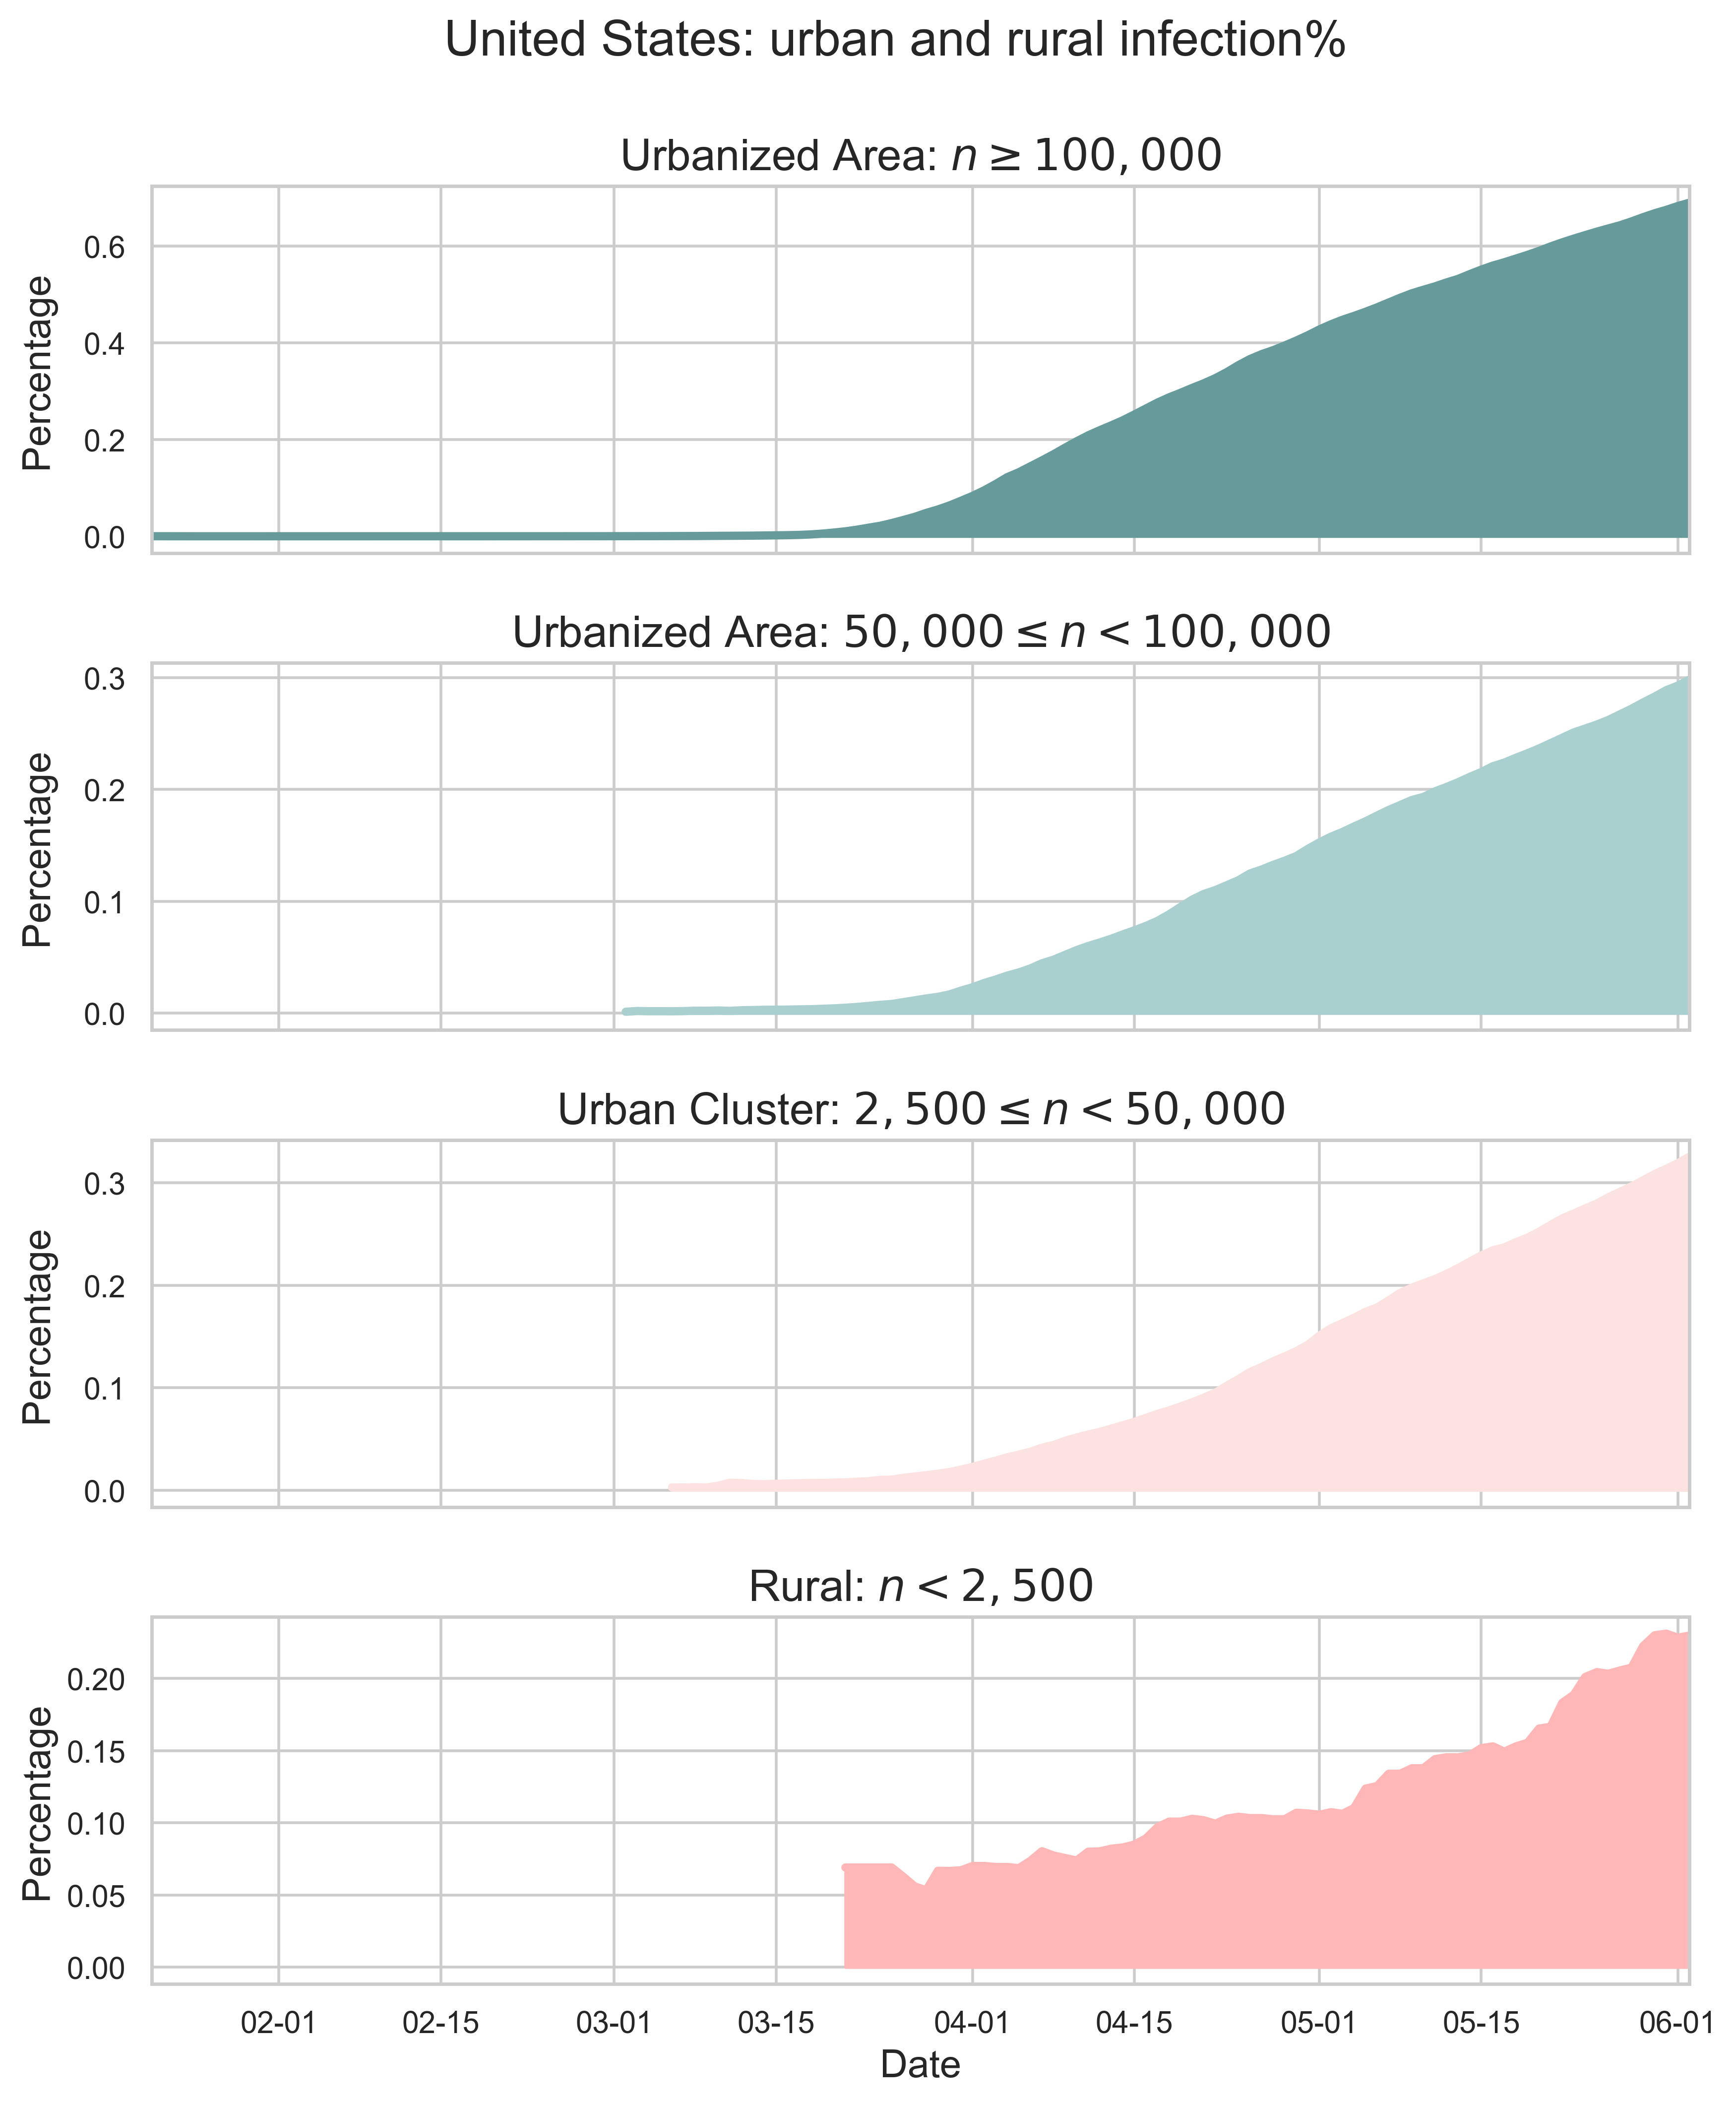 United States: urban and rural infection%
Urbanized Area: n ≥ 100,000
Percentage
0.6
0.4
0.2
0.0
Urbanized Area: 50,000 ≤ n < 100,000
Percentage
0.3
0.2
0.1
0.0
Urban Cluster: 2,500 ≤ n < 50,000
Percentage
0.3
0.2
0.1
0.0
Rural: n < 2,500
Percentage
0.20
0.15
0.10
0.05
0.00
02-01 02-15 03-01 03-15 04-01 04-15 05-01 05-15 06-01
Date